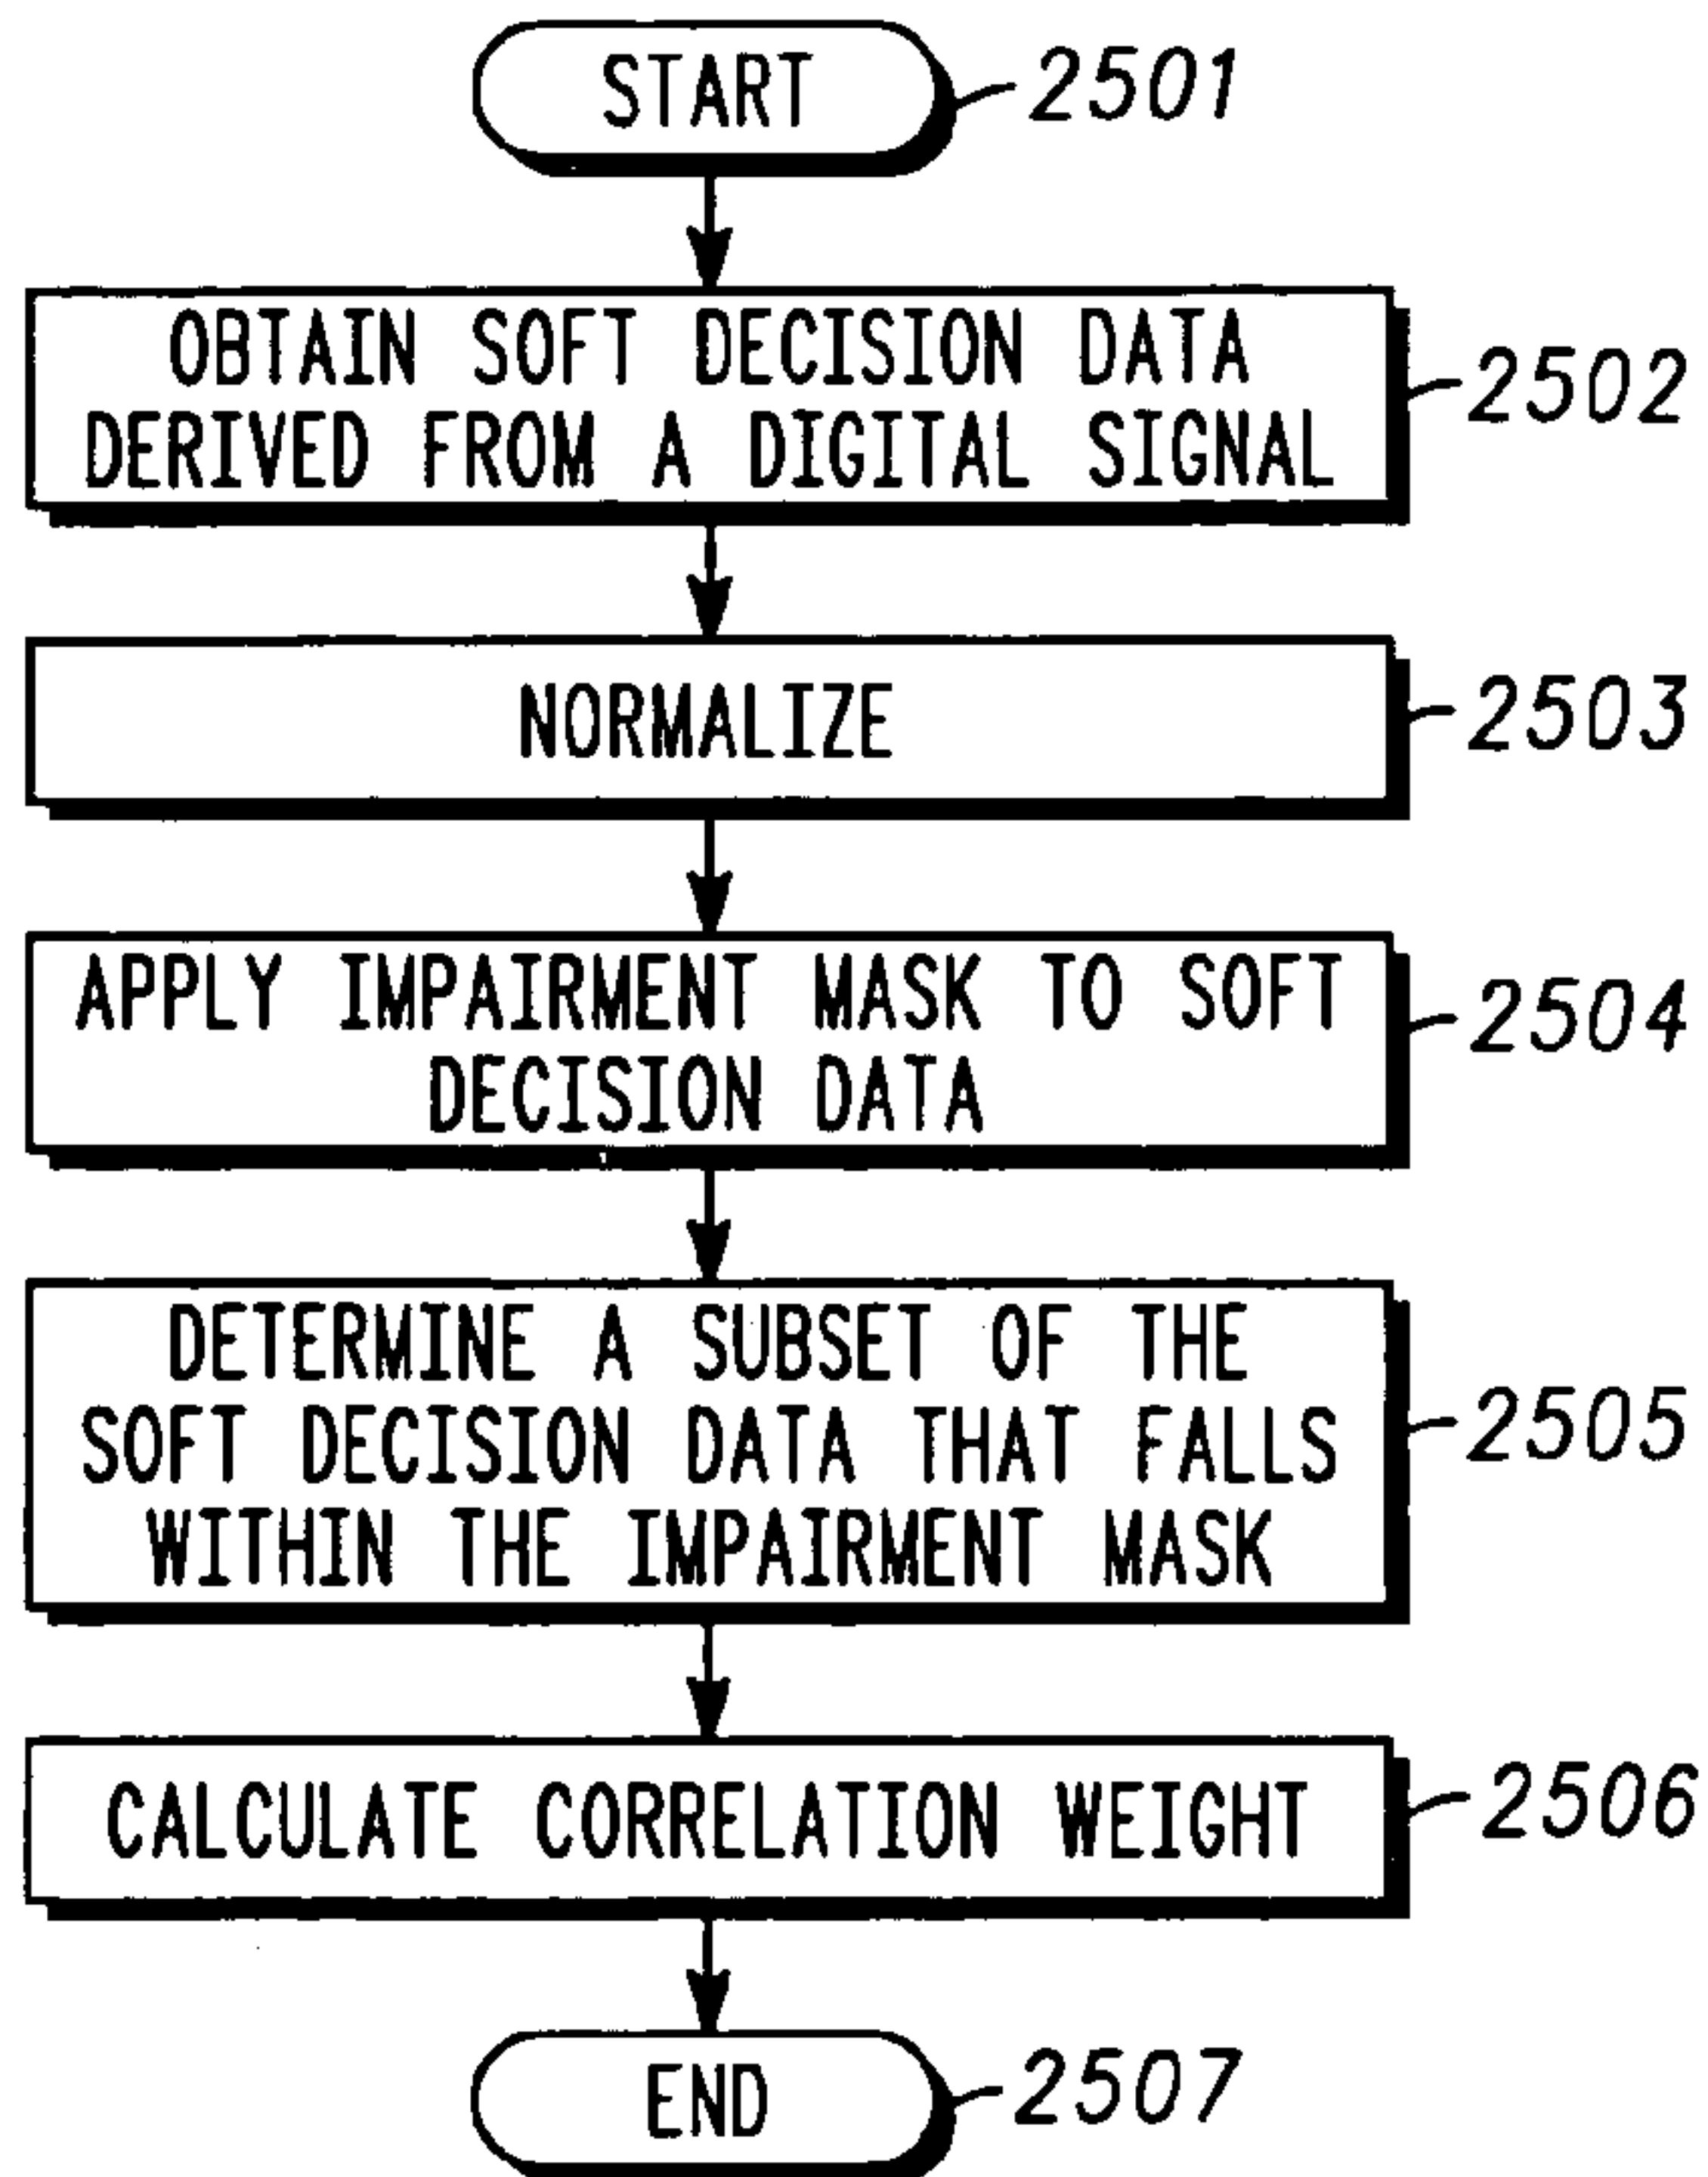 START
2501
OBTAIN SOFT DECISION DATA
DERIVED FROM A DIGITAL SIGNAL
2502
NORMALIZE
2503
APPLY IMPAIRMENT MASK TO SOFT
DECISION DATA
2504
DETERMINE A SUBSET OF THE
SOFT DECISION DATA THAT FALLS
WITHIN THE IMPAIRMENT MASK
2505
CALCULATE CORRELATION WEIGHT
2506
END
2507